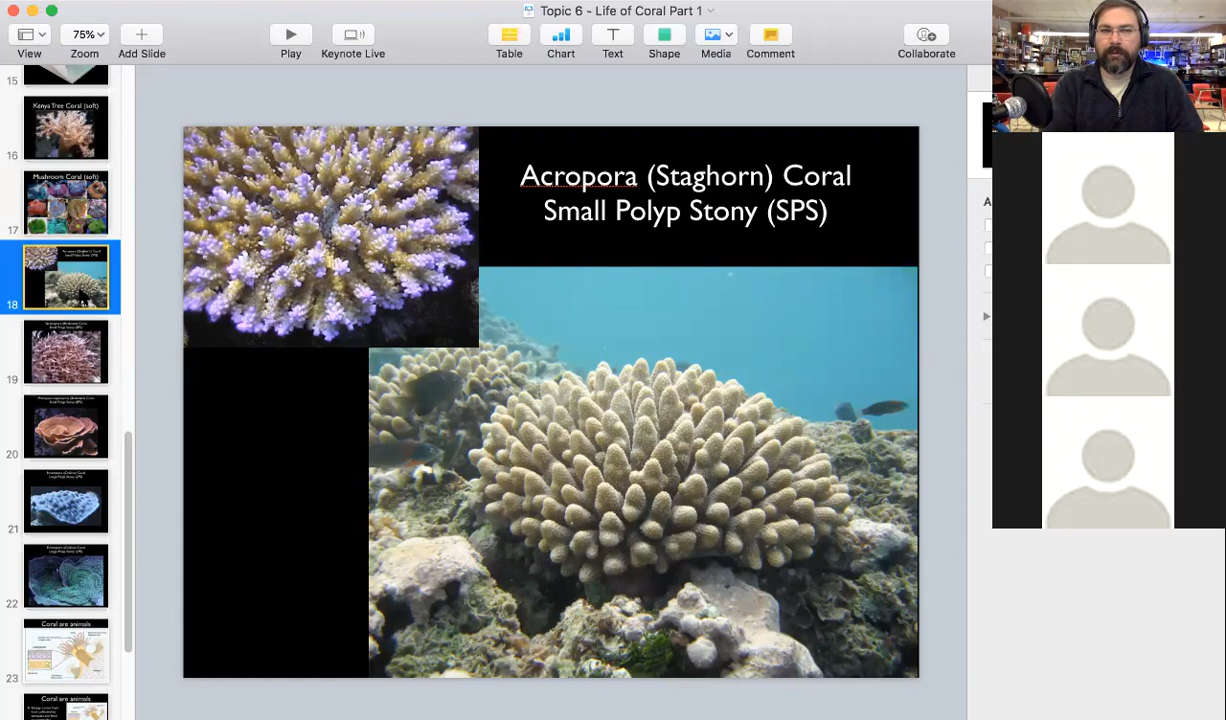 Topic 6 - Life of Coral Part 1
View
75%
Zoom
Add Slide
Play
Keynote Live
Table
Chart
Text
Shape
Media
Comment
Collaborate
15
Kenya Tree Coral (soft)
16
Mushroom Coral (soft)
17
18
19
20
21
22
Coral are animals
23
Coral are animals
Acropora (Staghorn) Coral
Small Polyp Stony (SPS)
A